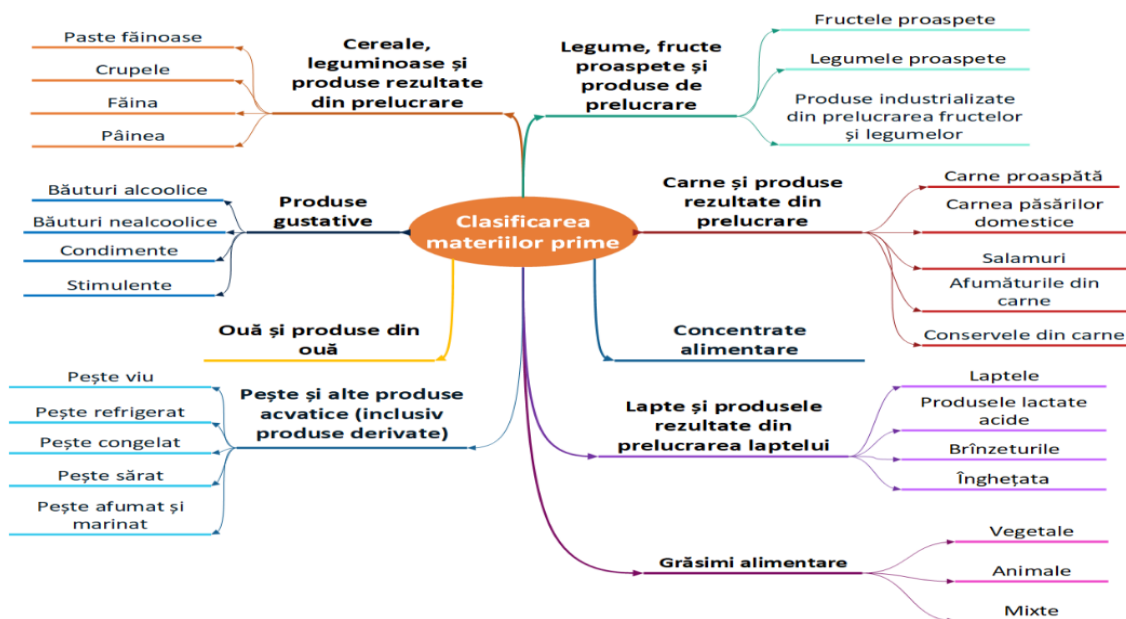 Clasificarea
materiilor prime
Cereale,
leguminoase și
produse rezultate
din prelucrare
Paste făinoase
Crupele
Făina
Pâinea
Legume, fructe
proaspete și
produse de
prelucrare
Fructele proaspete
Legumele proaspete
Produse industrializate
din prelucrarea fructelor
și legumelor
Produse
gustative
Băuturi alcoolice
Băuturi nealcoolice
Condimente
Stimulente
Carne și produse
rezultate din
prelucrare
Carne proaspătă
Carnea păsărilor
domestice
Salamuri
Afumăturile din
carne
Conservele din carne
Ouă și produse din
ouă
Concentrate
alimentare
Pește și alte produse
acvatice (inclusiv
produse derivate)
Pește viu
Pește refrigerat
Pește congelat
Pește sărat
Pește afumat și
marinat
Lapte și produsele
rezultate din
prelucrarea laptelui
Laptele
Produsele lactate
acide
Brînzeturile
Înghețata
Grăsimi alimentare
Vegetale
Animale
Mixte